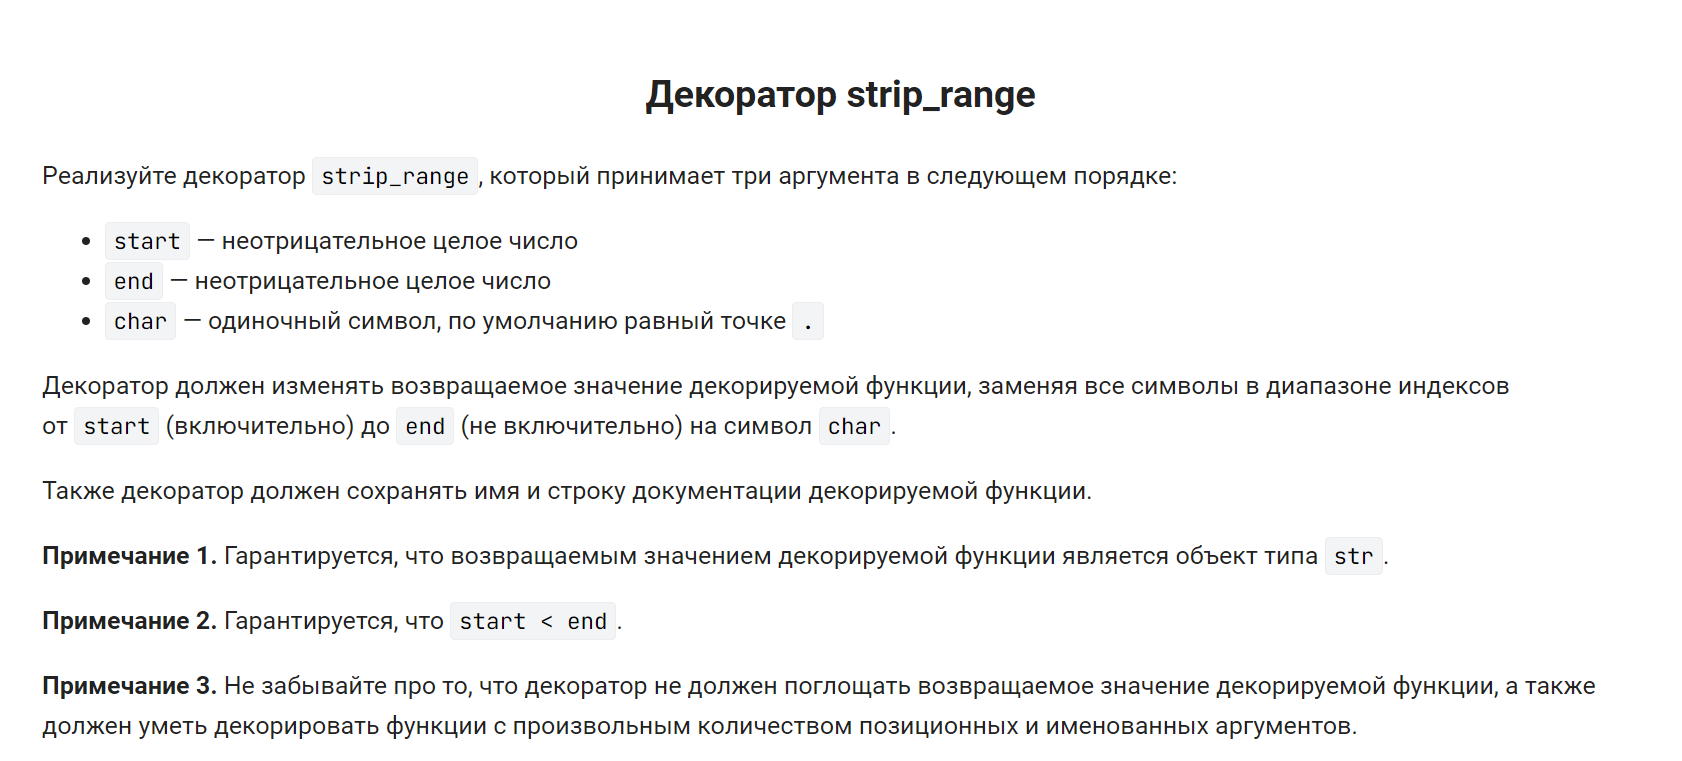 Декоратор strip_range
Реализуйте декоратор strip_range, который принимает три аргумента в следующем порядке:
• start — неотрицательное целое число
• end — неотрицательное целое число
• char — одиночный символ, по умолчанию равный точке .
Декоратор должен изменять возвращаемое значение декорируемой функции, заменяя все символы в диапазоне индексов
от start (включительно) до end (не включительно) на символ char.
Также декоратор должен сохранять имя и строку документации декорируемой функции.
Примечание 1. Гарантируется, что возвращаемым значением декорируемой функции является объект типа str.
Примечание 2. Гарантируется, что start < end.
Примечание 3. Не забывайте про то, что декоратор не должен поглощать возвращаемое значение декорируемой функции, а также
должен уметь декорировать функции с произвольным количеством позиционных и именованных аргументов.